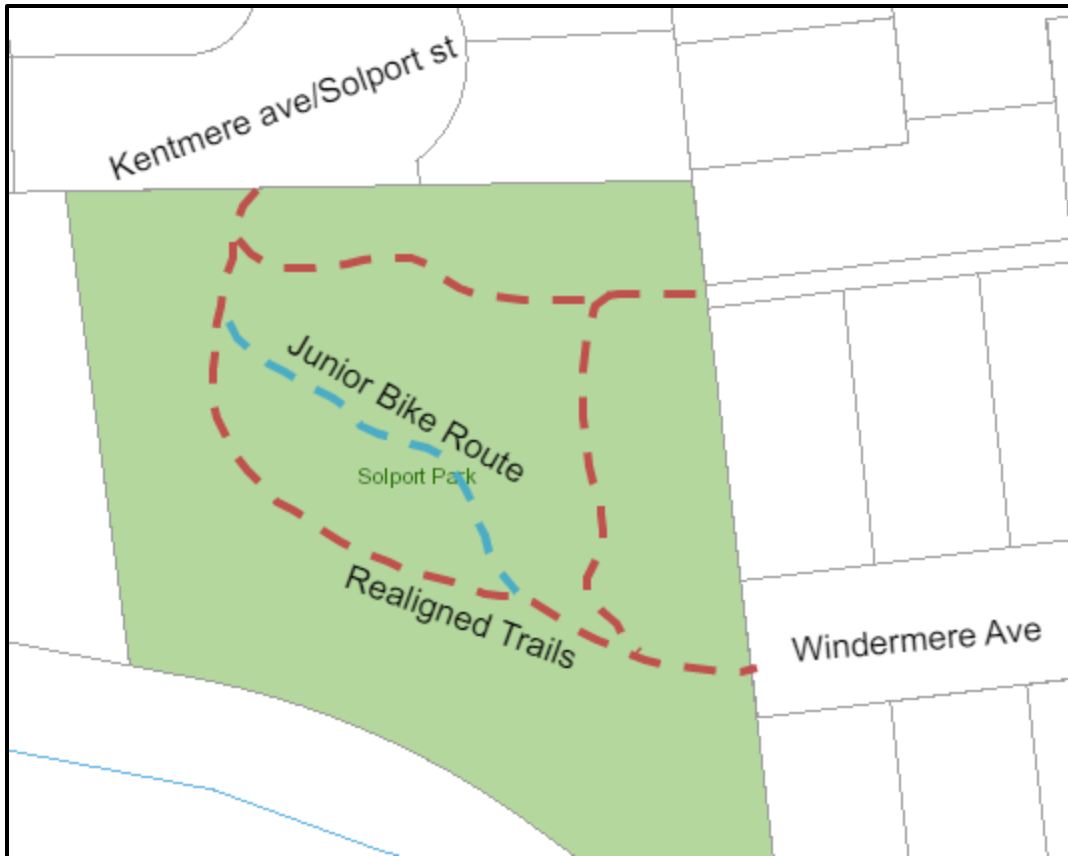 Kentmere ave/Solport st
Junior Bike Route
Solport Park
Realigned Trails
Windermere Ave